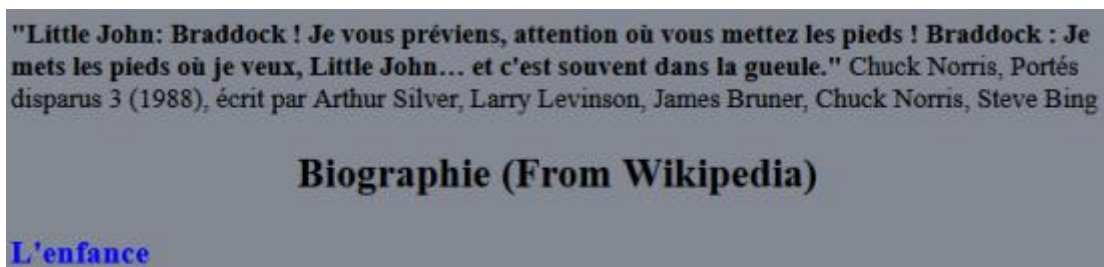 "Little John: Braddock ! Je vous préviens, attention où vous mettez les pieds ! Braddock : Je
mets les pieds où je veux, Little John… et c'est souvent dans la gueule." Chuck Norris, Portés
disparus 3 (1988), écrit par Arthur Silver, Larry Levinson, James Bruner, Chuck Norris, Steve Bing
Biographie (From Wikipedia)
L'enfance